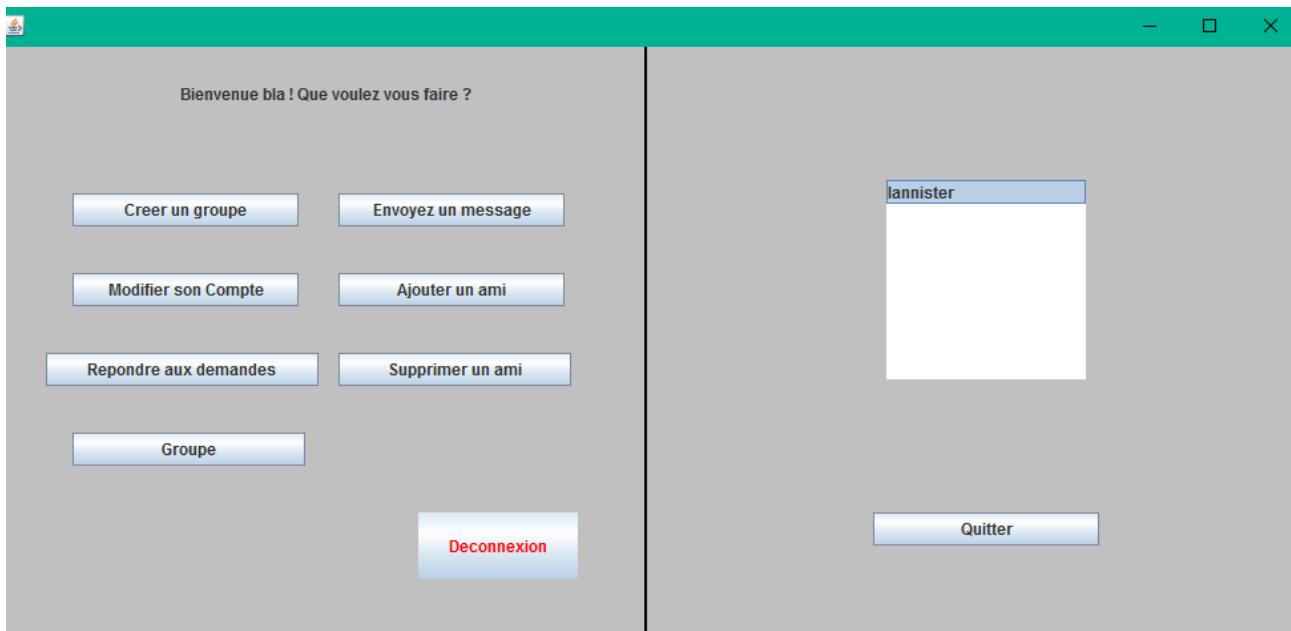 Bienvenue bla ! Que voulez vous faire ?
Creer un groupe
Envoyez un message
Modifier son Compte
Ajouter un ami
Repondre aux demandes
Supprimer un ami
Groupe
Deconnexion
lannister
Quitter